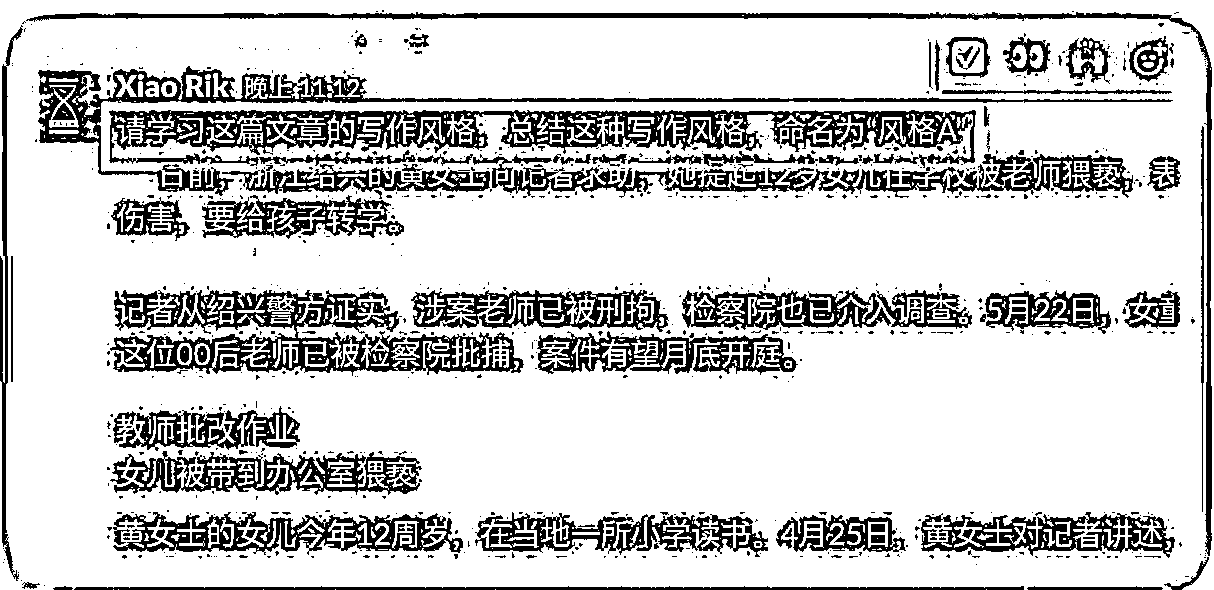 Xiao Rik 晚上 11:12
请学习这篇文章的写作风格，总结这种写作风格，命名为“风格A”
日前，浙江绍兴的黄女士向记者求助，她提起12岁女儿在学校被老师猥亵，表
伤害，要给孩子转学。
记者从绍兴警方证实，涉案老师已被刑拘，检察院也已介入调查。5月22日，女
这位00后老师已被检察院批捕，案件有望月底开庭。
教师批改作业
女儿被带到办公室猥亵
黄女士的女儿今年12周岁，在当地一所小学读书。4月25日，黄女士对记者讲述，